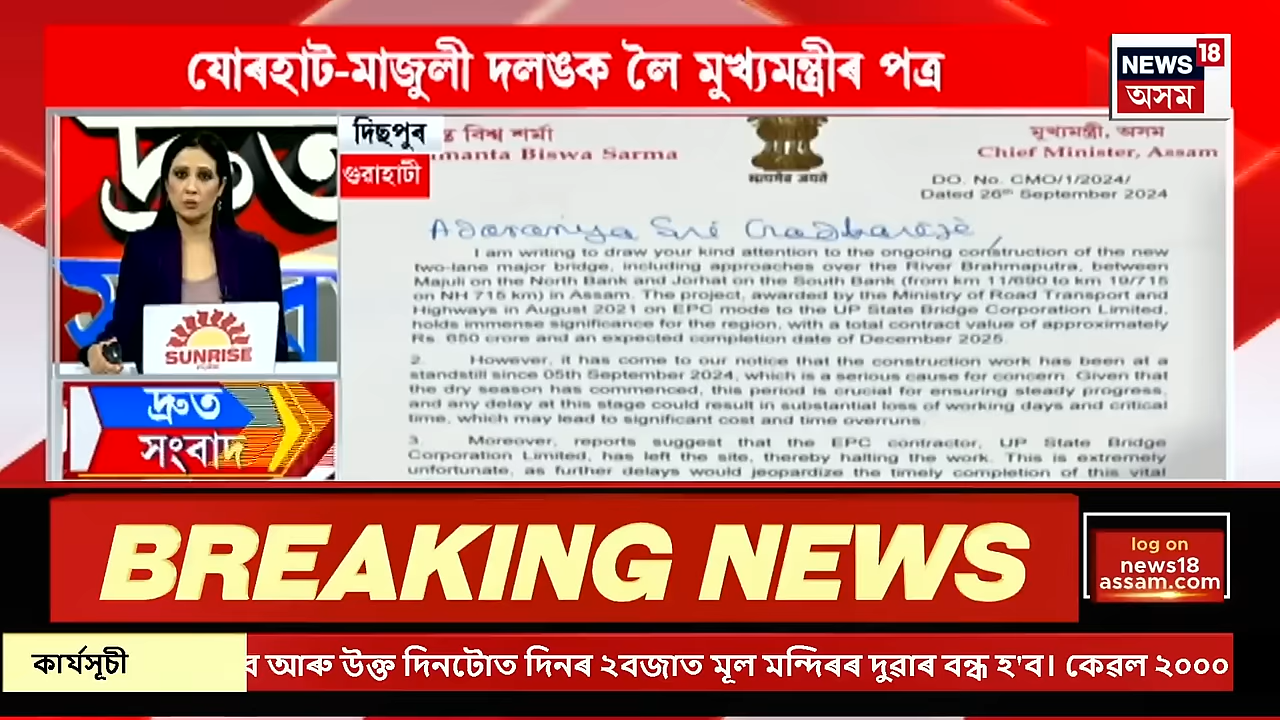 যোৰহাট-মাজুলী দলঙক লৈ মুখ্যমন্ত্ৰীৰ পত্ৰ
NEWS 18
অসম
দিছপুৰ
গুৱাহাটী
দ্ৰুত
SUNRISE
দ্ৰুত
সংবাদ
বিশ্ব শৰ্মা
Biswa Sarma
सत्यमेव जयते
মুখ্যমন্ত্ৰী, অসম
Chief Minister, Assam
DO. No. CMO/1/2024/
Dated 26th September 2024
Adaraniya Sri
I am writing to draw your kind attention to the ongoing construction of the new
two-lane major bridge, including approaches over the River Brahmaputra, between
Majuli on the North Bank and Jorhat on the South Bank (from km 11/690 to km 19/715
on NH 715 km) in Assam. The project, awarded by the Ministry of Road Transport and
Highways in August 2021 on EPC mode to the UP State Bridge Corporation Limited,
holds immense significance for the region, with a total contract value of approximately
Rs. 650 crore and an expected completion date of December 2025.
2. However, it has come to our notice that the construction work has been at a
standstill since 05th September 2024, which is a serious cause for concern. Given that
the dry season has commenced, this period is crucial for ensuring steady progress,
and any delay at this stage could result in substantial loss of working days and critical
time, which may lead to significant cost and time overruns.
3. Moreover, reports suggest that the EPC contractor, UP State Bridge
Corporation Limited, has left the site, thereby halting the work. This is extremely
unfortunate, as further delays would jeopardize the timely completion of this vital
BREAKING NEWS
log on
news18
assam.com
কাৰ্যসূচী
আৰু উক্ত দিনটোত দিনৰ ২বজাত মূল মন্দিৰৰ দুৱাৰ বন্ধ হ'ব। কেৱল ২০০০